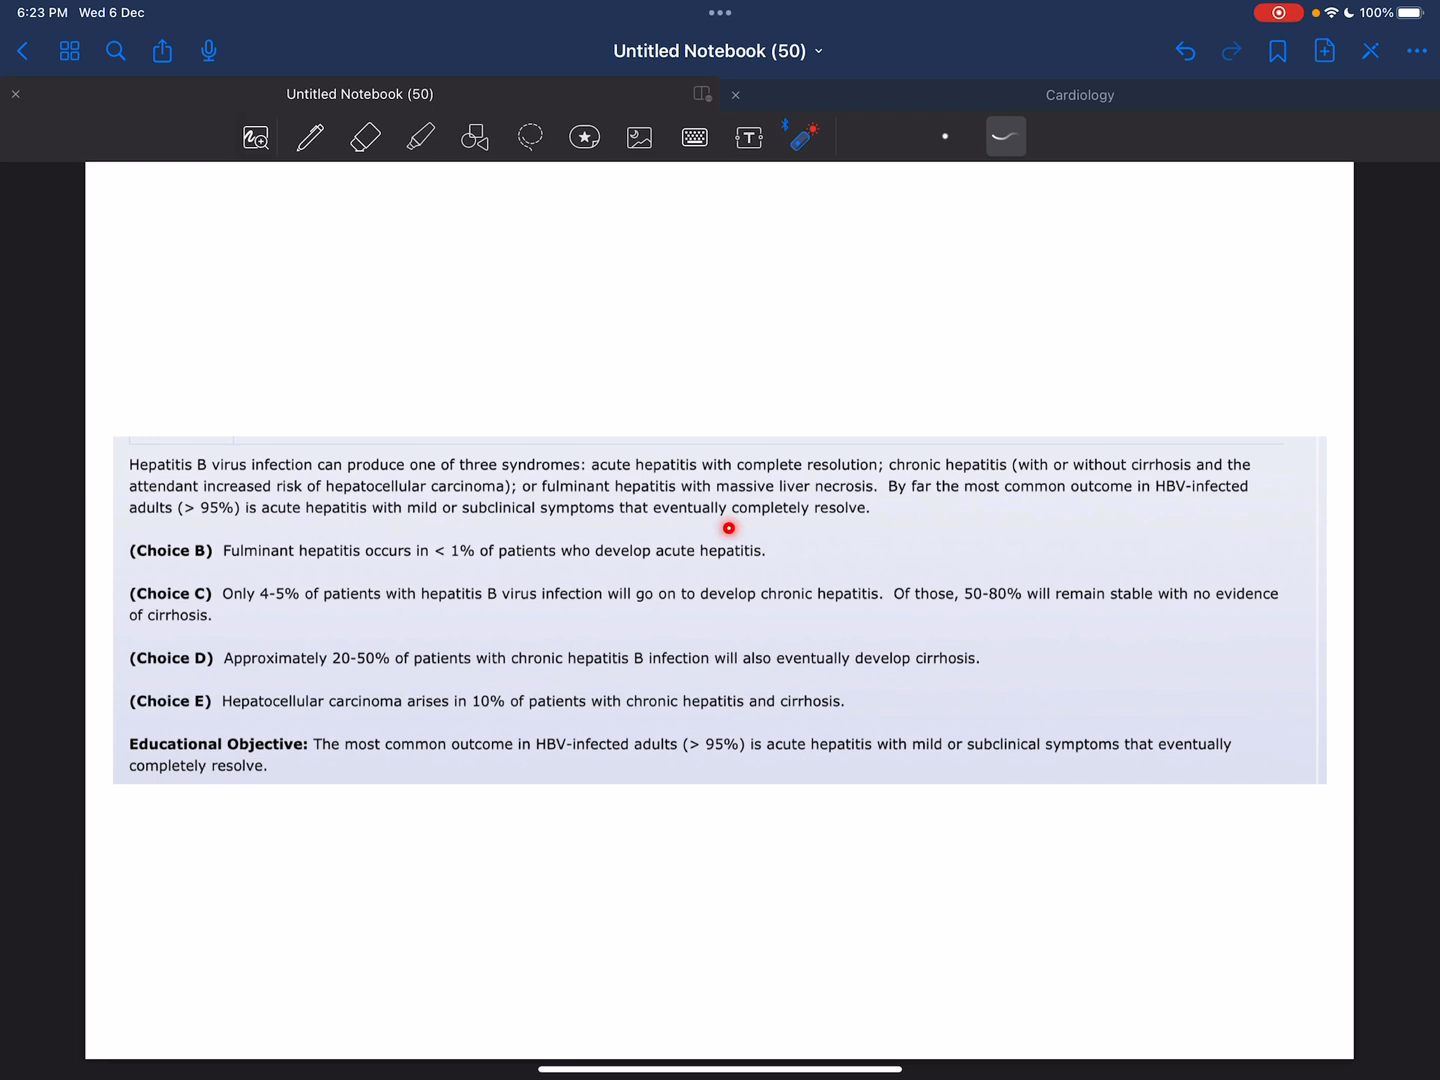 6:23 PM Wed 6 Dec
100%
Untitled Notebook (50)
Untitled Notebook (50)
Cardiology
T
Hepatitis B virus infection can produce one of three syndromes: acute hepatitis with complete resolution; chronic hepatitis (with or without cirrhosis and the
attendant increased risk of hepatocellular carcinoma); or fulminant hepatitis with massive liver necrosis. By far the most common outcome in HBV-infected
adults (> 95%) is acute hepatitis with mild or subclinical symptoms that eventually completely resolve.
(Choice B) Fulminant hepatitis occurs in < 1% of patients who develop acute hepatitis.
(Choice C) Only 4-5% of patients with hepatitis B virus infection will go on to develop chronic hepatitis. Of those, 50-80% will remain stable with no evidence
of cirrhosis.
(Choice D) Approximately 20-50% of patients with chronic hepatitis B infection will also eventually develop cirrhosis.
(Choice E) Hepatocellular carcinoma arises in 10% of patients with chronic hepatitis and cirrhosis.
Educational Objective: The most common outcome in HBV-infected adults (> 95%) is acute hepatitis with mild or subclinical symptoms that eventually
completely resolve.